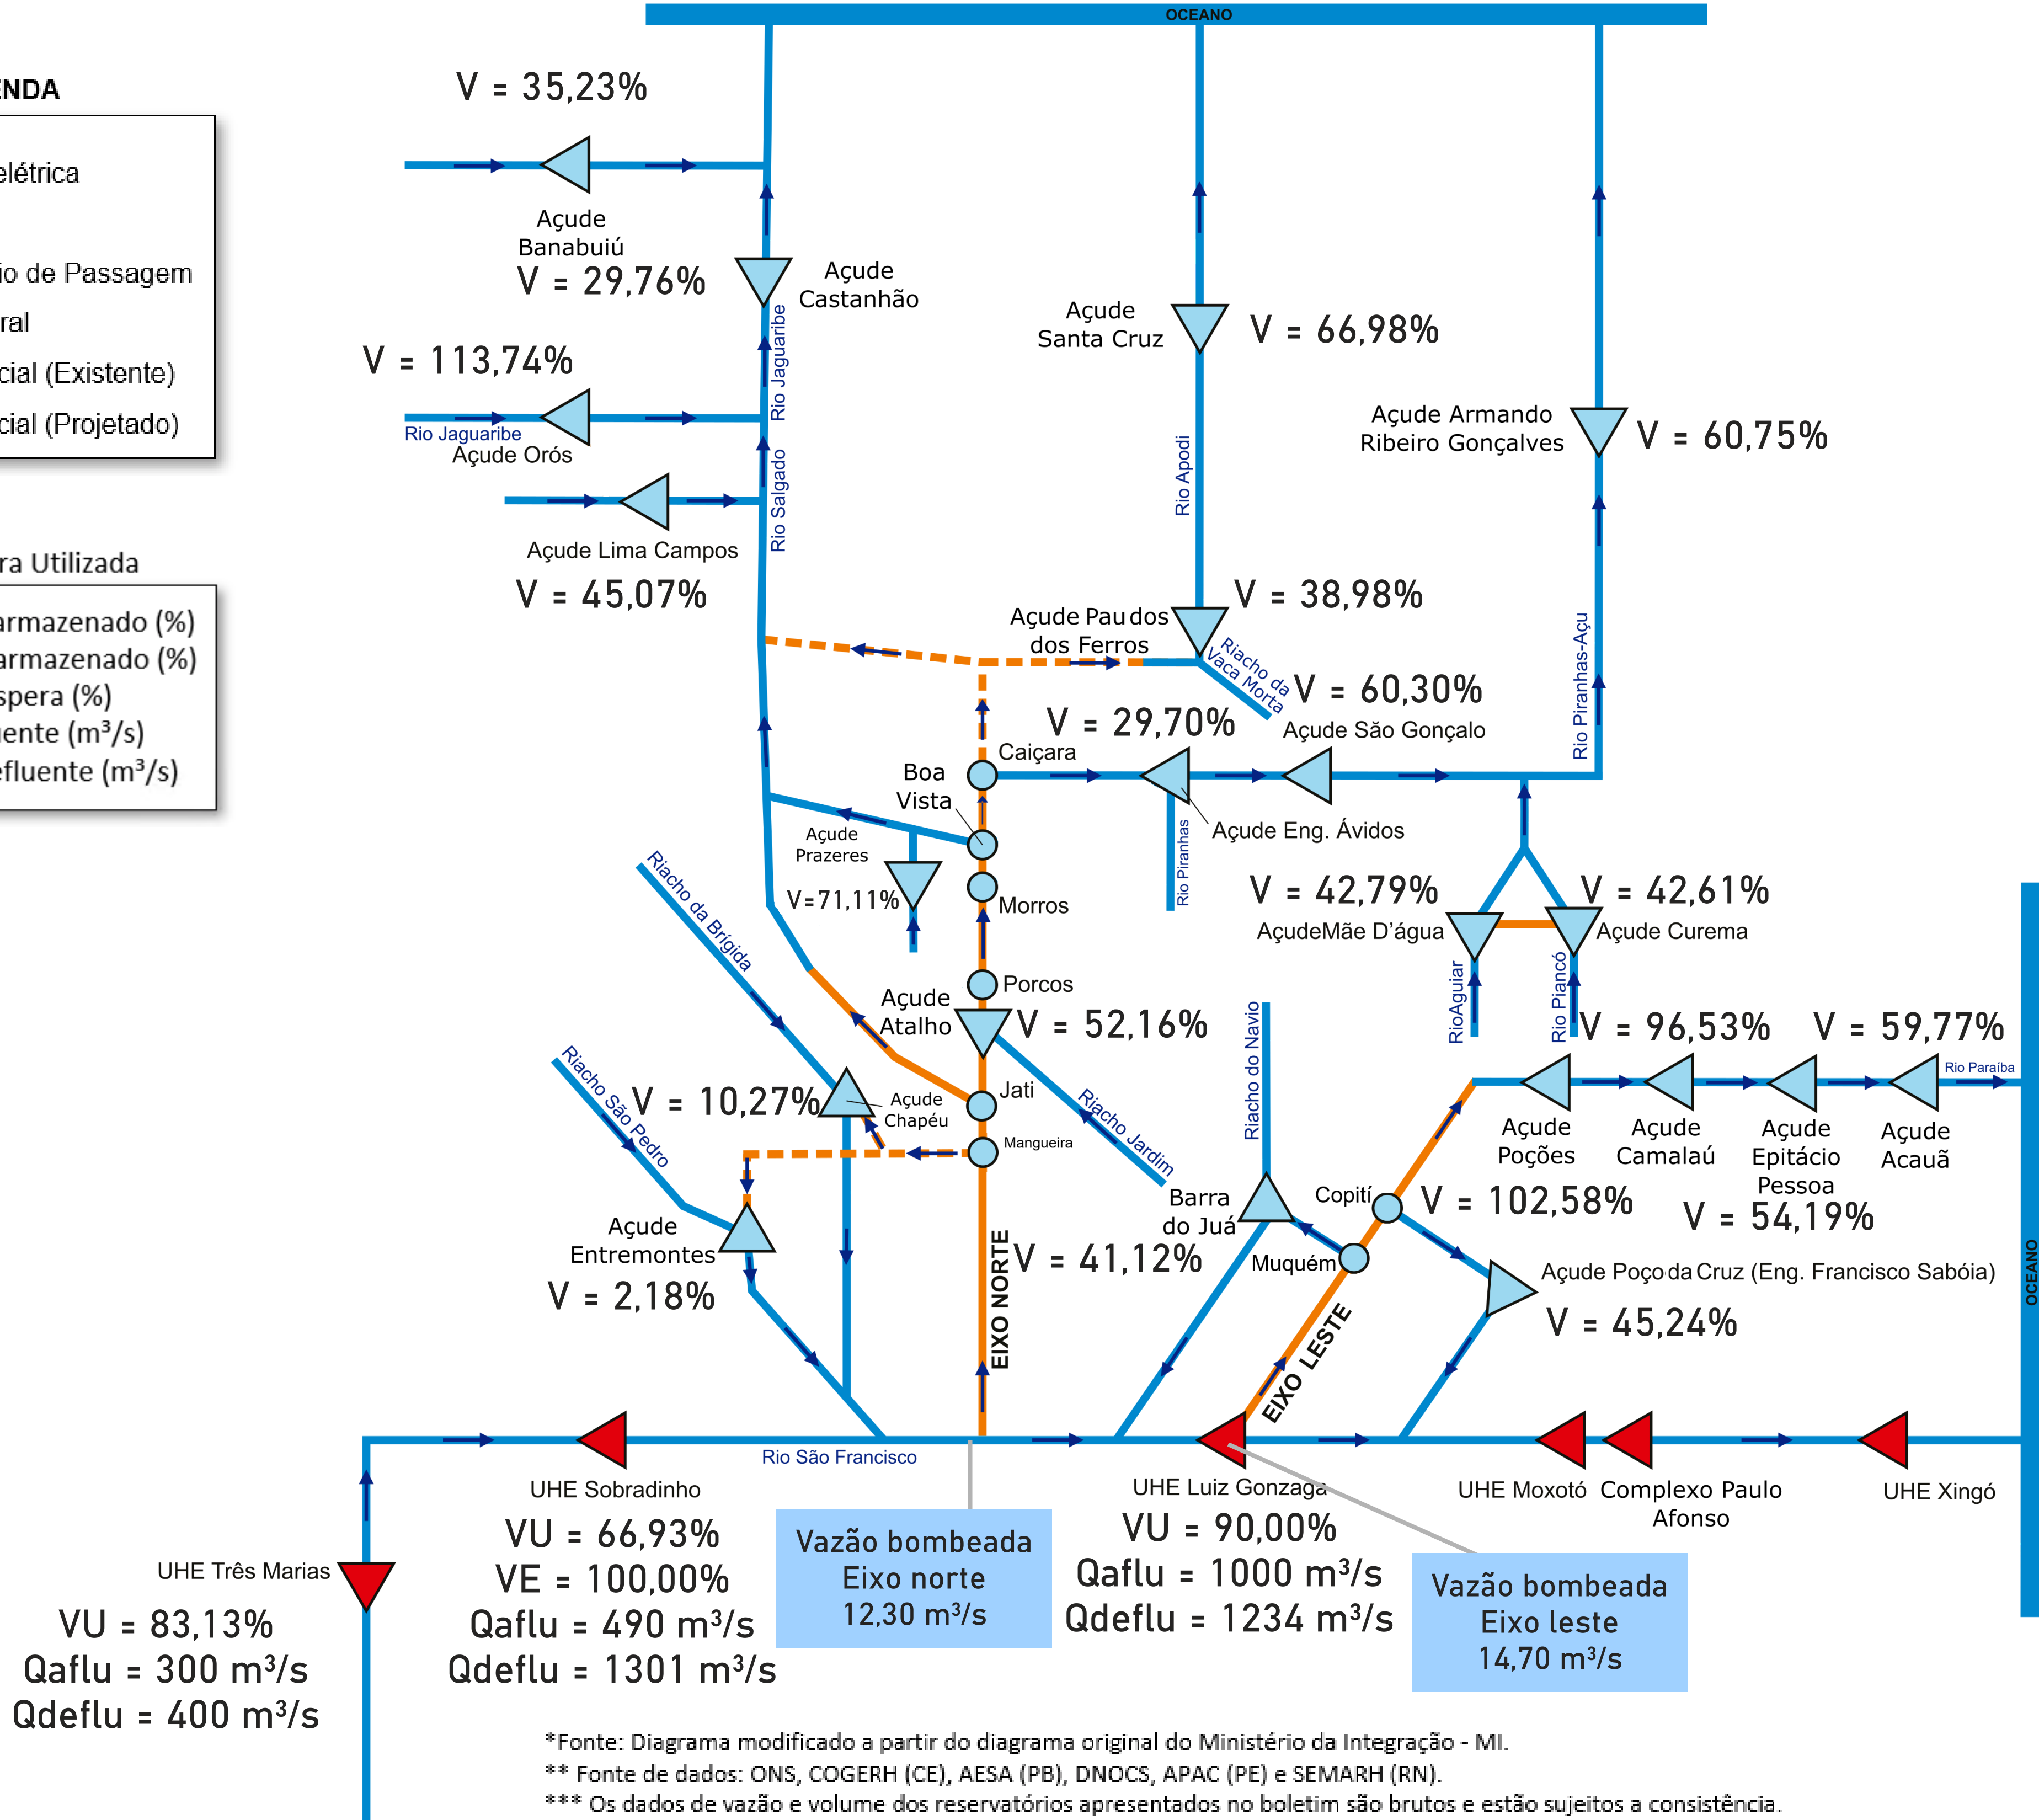 OCEANO
V = 35,23%
Açude
Banabuiú
V = 29,76%
Açude
Castanhão
Rio Jaguaribe
V = 113,74%
Rio Jaguaribe
Açude Orós
Rio Salgado
Açude Lima Campos
V = 45,07%
Açude
Santa Cruz
V = 66,98%
Rio Apodi
Açude Armando
Ribeiro Gonçalves
V = 60,75%
Rio Piranhas-Açu
ENDA
elétrica
io de Passagem
ral
cial (Existente)
cial (Projetado)
ra Utilizada
armazenado (%)
armazenado (%)
spera (%)
uente (m³/s)
efluente (m³/s)
Açude Pau dos
dos Ferros
V = 38,98%
Riacho da
Vaca Morta
V = 60,30%
Açude São Gonçalo
V = 29,70%
Caiçara
Boa
Vista
Açude Eng. Ávidos
Rio Piranhas
Açude
Prazeres
V=71,11%
Morros
Porcos
Riacho da Brígida
Açude
Atalho
V = 52,16%
V = 42,79%
AçudeMãe D'água
V = 42,61%
Açude Curema
RioAguiar
Rio Piancó
Riacho São Pedro
V = 10,27%
Açude
Chapéu
Jati
Mangueira
Riacho Jardim
Riacho do Navio
V = 96,53%
V = 59,77%
Rio Paraíba
Açude
Poções
Açude
Camalaú
Açude
Epitácio
Pessoa
Açude
Acauã
V = 102,58%
V = 54,19%
Copití
Barra
do Juá
Muquém
V = 41,12%
Açude
Entremontes
V = 2,18%
EIXO NORTE
EIXO LESTE
Açude Poço da Cruz (Eng. Francisco Sabóia)
V = 45,24%
OCEANO
Rio São Francisco
UHE Sobradinho
VU = 66,93%
VE = 100,00%
Qaflu = 490 m³/s
Qdeflu = 1301 m³/s
Vazão bombeada
Eixo norte
12,30 m³/s
UHE Luiz Gonzaga
VU = 90,00%
Qaflu = 1000 m³/s
Qdeflu = 1234 m³/s
Vazão bombeada
Eixo leste
14,70 m³/s
UHE Moxotó
Complexo Paulo
Afonso
UHE Xingó
UHE Três Marias
VU = 83,13%
Qaflu = 300 m³/s
Qdeflu = 400 m³/s
*Fonte: Diagrama modificado a partir do diagrama original do Ministério da Integração - MI.
** Fonte de dados: ONS, COGERH (CE), AESA (PB), DNOCS, APAC (PE) e SEMARH (RN).
*** Os dados de vazão e volume dos reservatórios apresentados no boletim são brutos e estão sujeitos a consistência.